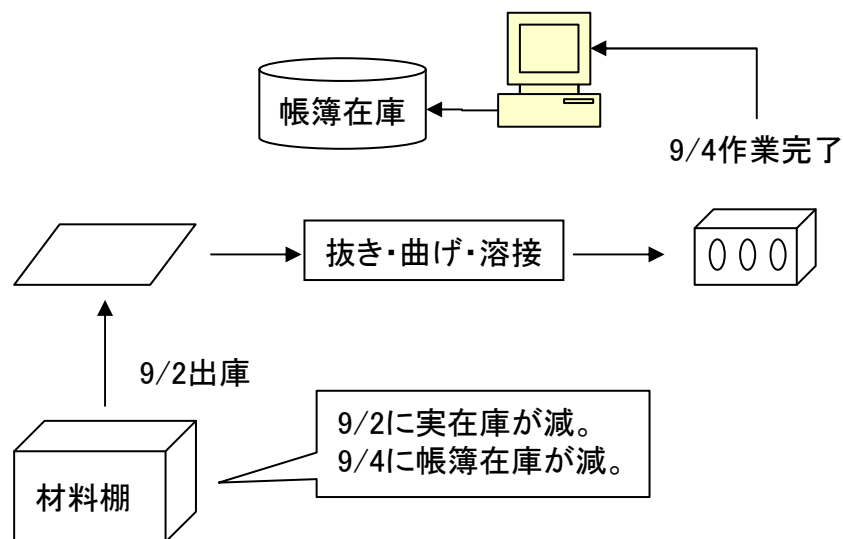 帳簿在庫
9/4作業完了
抜き・曲げ・溶接
9/2出庫
9/2に実在庫が減。
9/4に帳簿在庫が減。
材料棚